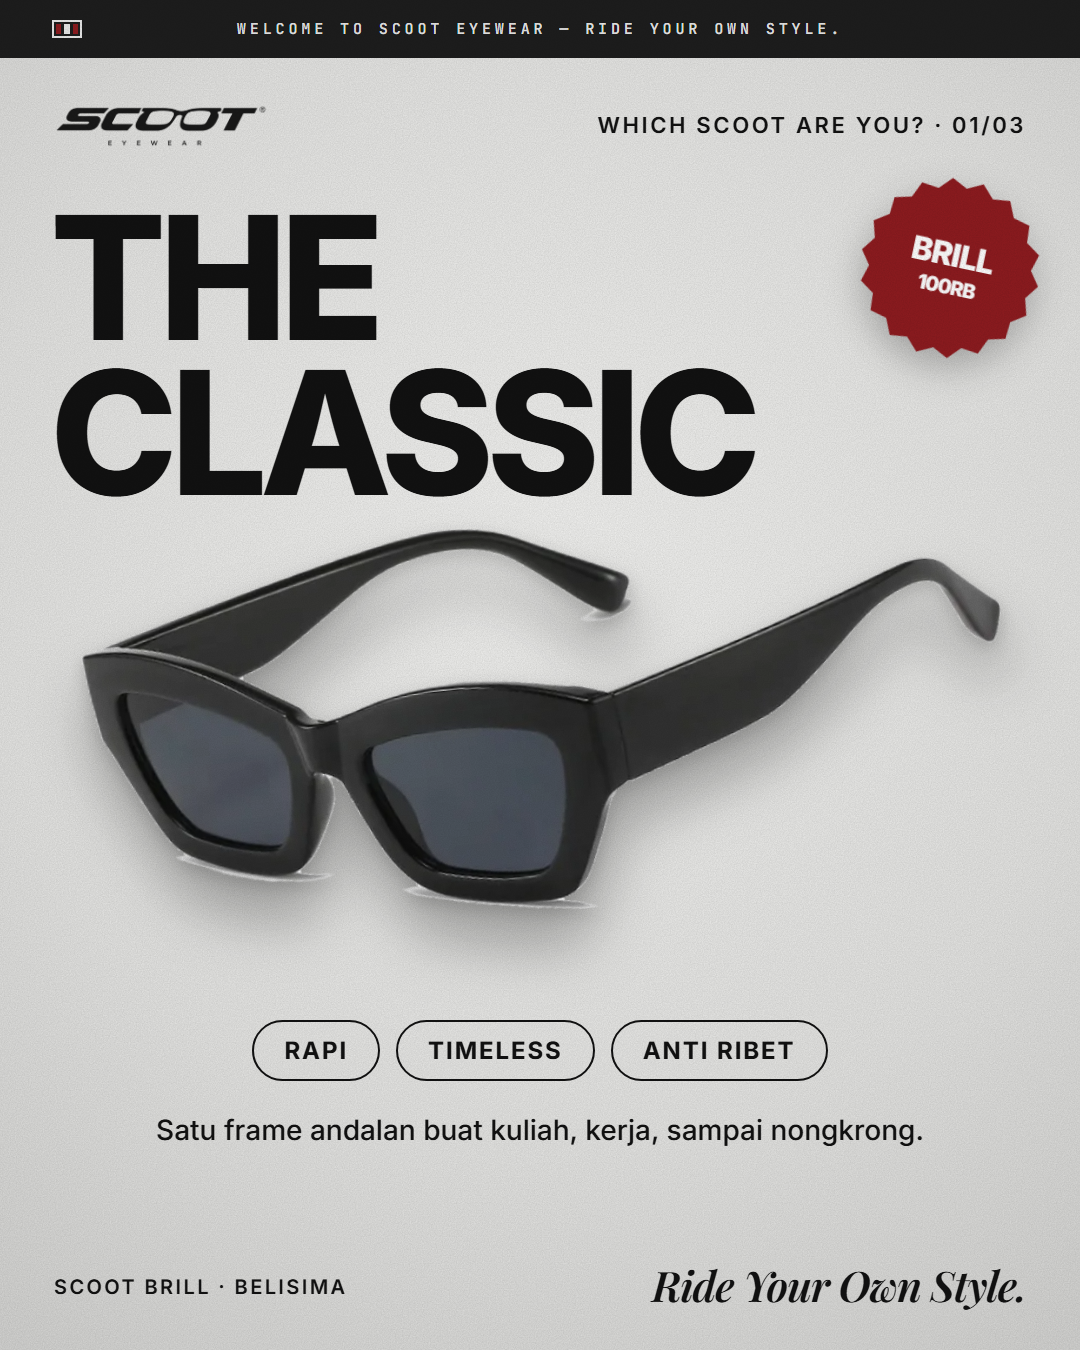 WELCOME TO SCOOT EYEWEAR — RIDE YOUR OWN STYLE.
SCOOT®
EYEWEAR
WHICH SCOOT ARE YOU? · 01/03
THE
CLASSIC
BRILL
100RB
RAPI
TIMELESS
ANTI RIBET
Satu frame andalan buat kuliah, kerja, sampai nongkrong.
SCOOT BRILL · BELISIMA
Ride Your Own Style.